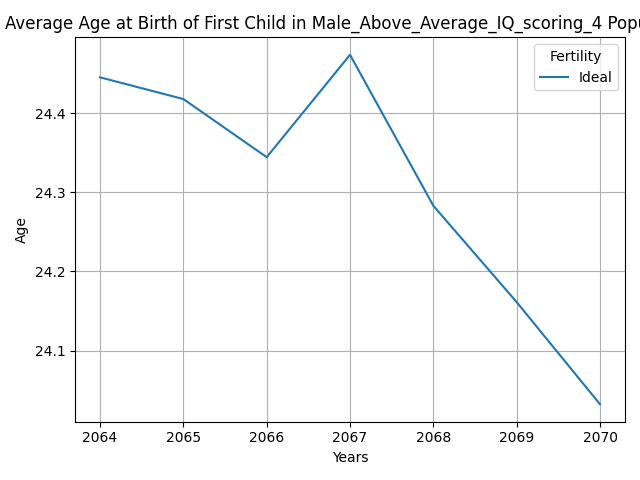 Average Age at Birth of First Child in Male_Above_Average_IQ_scoring_4 Popu
Fertility
Ideal
24.4
24.3
24.2
24.1
Age
2064 2065 2066 2067 2068 2069 2070
Years